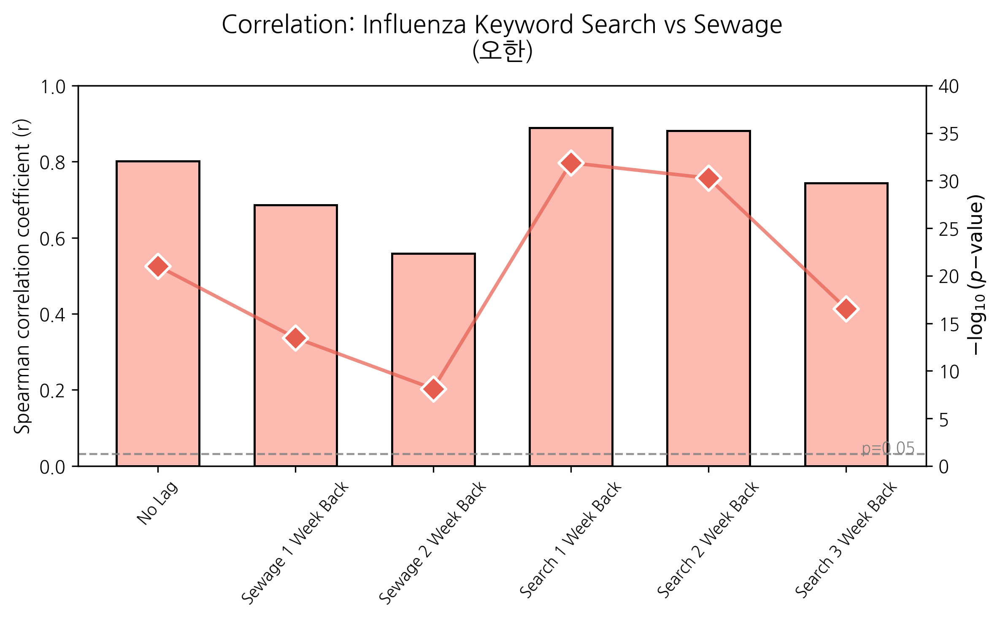 Correlation: Influenza Keyword Search vs Sewage
(오한)
Spearman correlation coefficient (r)
1.0
0.8
0.6
0.4
0.2
0.0
40
35
30
25
20
15
10
5
0
−log₁₀(p−value)
p=0.05
No Lag
Sewage 1 Week Back
Sewage 2 Week Back
Search 1 Week Back
Search 2 Week Back
Search 3 Week Back